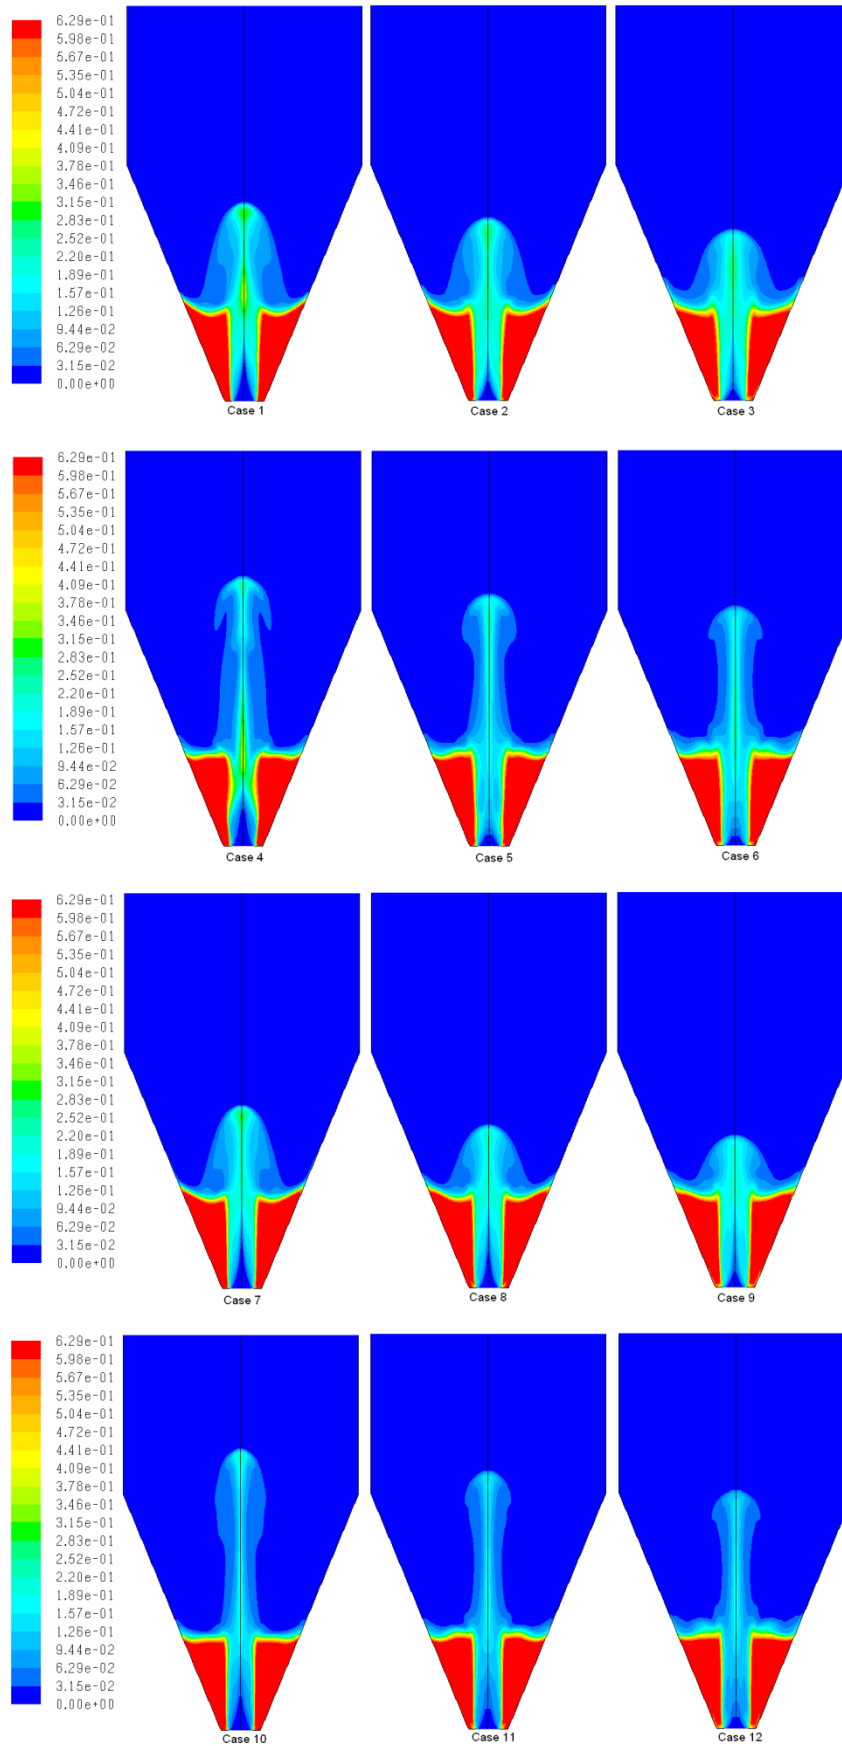 6.29e-01
5.98e-01
5.67e-01
5.35e-01
5.04e-01
4.72e-01
4.41e-01
4.09e-01
3.78e-01
3.46e-01
3.15e-01
2.83e-01
2.52e-01
2.20e-01
1.89e-01
1.57e-01
1.26e-01
9.44e-02
6.29e-02
3.15e-02
0.00e+00
Case 1 Case 2 Case 3
6.29e-01
5.98e-01
5.67e-01
5.35e-01
5.04e-01
4.72e-01
4.41e-01
4.09e-01
3.78e-01
3.46e-01
3.15e-01
2.83e-01
2.52e-01
2.20e-01
1.89e-01
1.57e-01
1.26e-01
9.44e-02
6.29e-02
3.15e-02
0.00e+00
Case 4 Case 5 Case 6
6.29e-01
5.98e-01
5.67e-01
5.35e-01
5.04e-01
4.72e-01
4.41e-01
4.09e-01
3.78e-01
3.46e-01
3.15e-01
2.83e-01
2.52e-01
2.20e-01
1.89e-01
1.57e-01
1.26e-01
9.44e-02
6.29e-02
3.15e-02
0.00e+00
Case 7 Case 8 Case 9
6.29e-01
5.98e-01
5.67e-01
5.35e-01
5.04e-01
4.72e-01
4.41e-01
4.09e-01
3.78e-01
3.46e-01
3.15e-01
2.83e-01
2.52e-01
2.20e-01
1.89e-01
1.57e-01
1.26e-01
9.44e-02
6.29e-02
3.15e-02
0.00e+00
Case 10 Case 11 Case 12